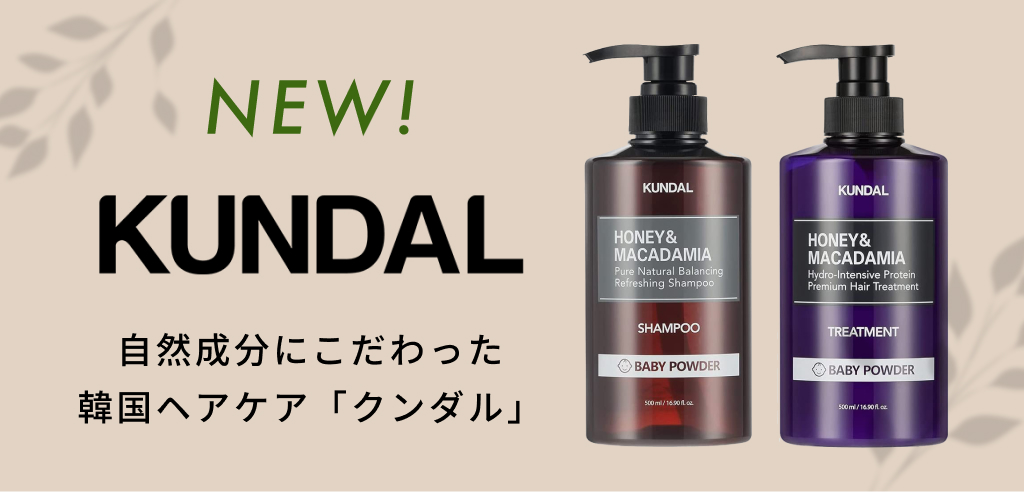 NEW!
KUNDAL
自然成分にこだわった
韓国ヘアケア「クンダル」
KUNDAL
HONEY&
MACADAMIA
Pure Natural Balancing
Refreshing Shampoo
SHAMPOO
BABY POWDER
500 ml / 16.90 fl. oz.
KUNDAL
HONEY&
MACADAMIA
Hydro-Intensive Protein
Premium Hair Treatment
TREATMENT
BABY POWDER
500 ml / 16.90 fl. oz.